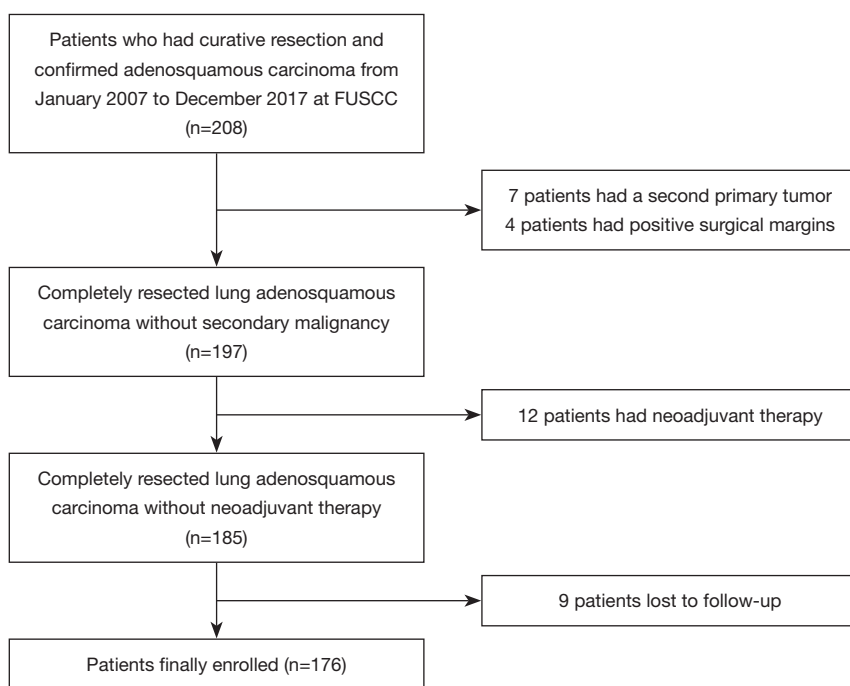 Patients who had curative resection and
confirmed adenosquamous carcinoma from
January 2007 to December 2017 at FUSCC
(n=208)
7 patients had a second primary tumor
4 patients had positive surgical margins
Completely resected lung adenosquamous
carcinoma without secondary malignancy
(n=197)
12 patients had neoadjuvant therapy
Completely resected lung adenosquamous
carcinoma without neoadjuvant therapy
(n=185)
9 patients lost to follow-up
Patients finally enrolled (n=176)